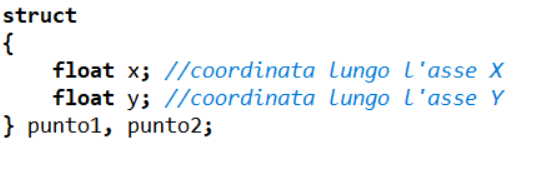 struct
{
    float x; //coordinata lungo l'asse X
    float y; //coordinata lungo l'asse Y
} punto1, punto2;